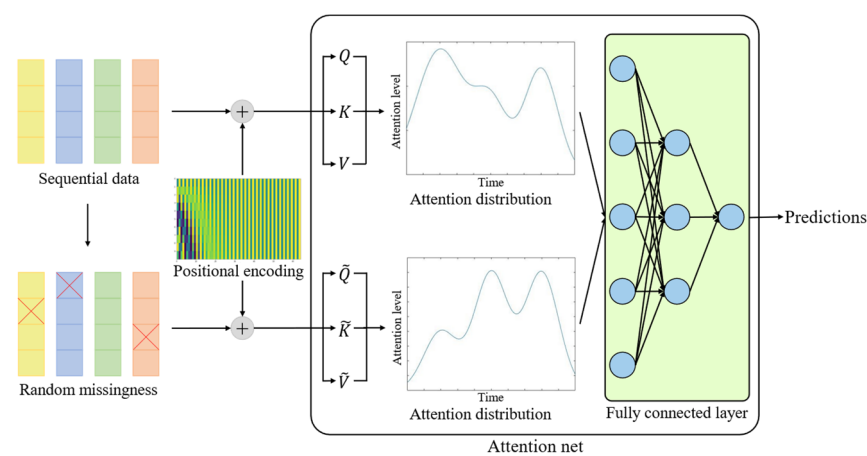 Sequential data
Random missingness
+
Positional encoding
+
Q
K
V
Attention level
Time
Attention distribution
Q̃
K̃
Ṽ
Attention level
Time
Attention distribution
Fully connected layer
Predictions
Attention net